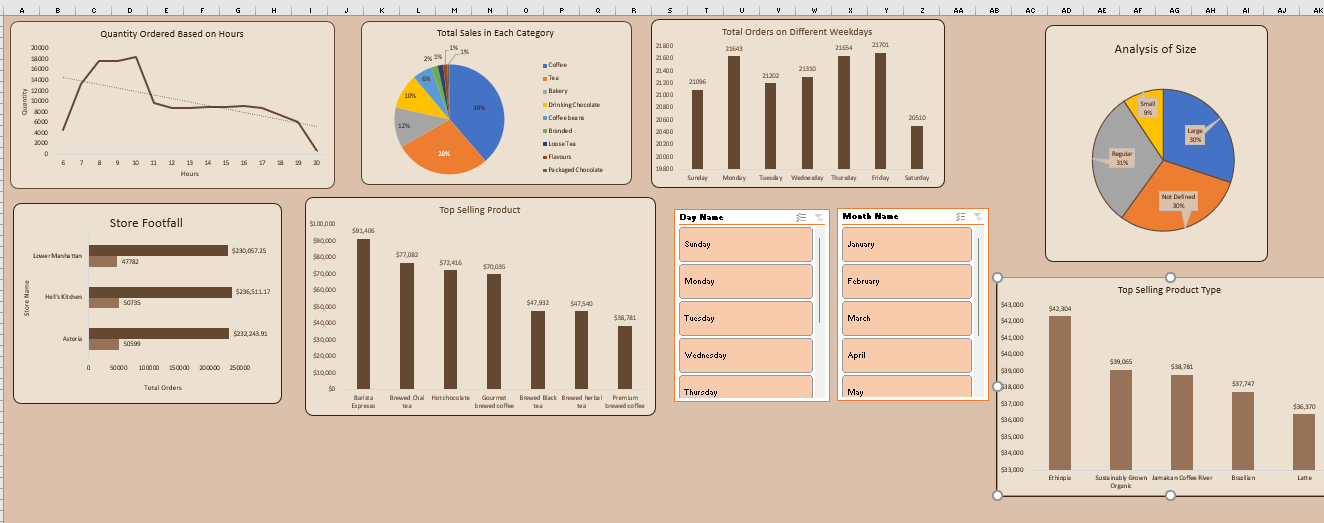 A B C D E F G H I J K L M N O P Q R S T U V W X Y Z AA AB AC AD AE AF AG AH AI AJ AK
Quantity Ordered Based on Hours
20000
18000
16000
14000
12000
10000
8000
6000
4000
2000
0
Quantity
6 7 8 9 10 11 12 13 14 15 16 17 18 19 20
Hours
Total Sales in Each Category
39%
28%
12%
10%
6%
2%
1%
1%
1%
Coffee
Tea
Bakery
Drinking Chocolate
Coffee beans
Branded
Loose Tea
Flavours
Packaged Chocolate
Total Orders on Different Weekdays
21800
21600
21400
21200
21000
20800
20600
20400
20200
20000
19800
21096
21643
21202
21310
21654
21701
20510
Sunday Monday Tuesday Wednesday Thursday Friday Saturday
Analysis of Size
Small
9%
Large
30%
Regular
31%
Not Defined
30%
Store Footfall
Store Name
Lower Manhattan
$230,057.25
47782
Hell's Kitchen
$236,511.17
50735
Astoria
$232,243.91
50599
0 50000 100000 150000 200000 250000
Total Orders
Top Selling Product
$100,000
$90,000
$80,000
$70,000
$60,000
$50,000
$40,000
$30,000
$20,000
$10,000
$0
$91,406
$77,082
$72,416
$70,035
$47,932
$47,540
$38,781
Barista Espresso
Brewed Chai tea
Hot chocolate
Gourmet brewed coffee
Brewed Black tea
Brewed herbal tea
Premium brewed coffee
Day Name
Sunday
Monday
Tuesday
Wednesday
Thursday
Month Name
January
February
March
April
May
Top Selling Product Type
$43,000
$42,000
$41,000
$40,000
$39,000
$38,000
$37,000
$36,000
$35,000
$34,000
$33,000
$42,304
$39,065
$38,781
$37,747
$36,370
Ethiopia
Sustainably Grown Organic
Jamaican Coffee River
Brazilian
Latte